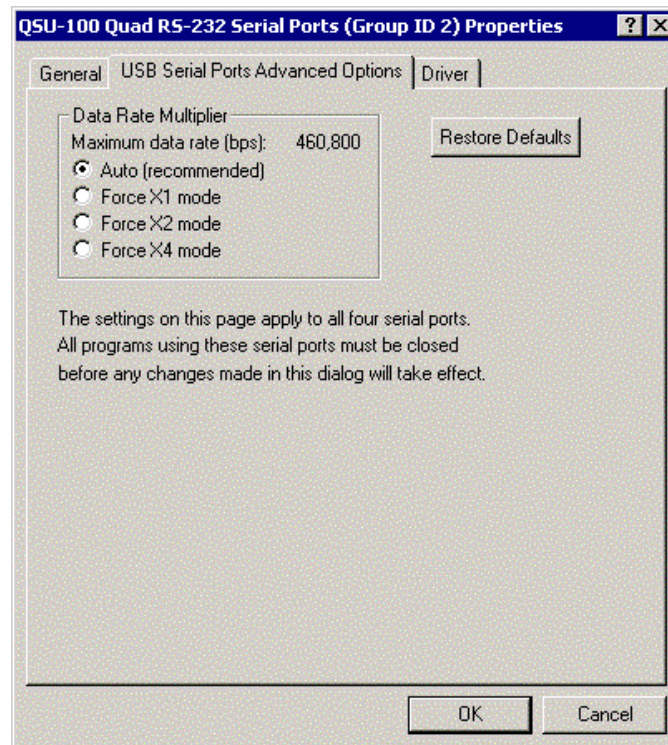 QSU-100 Quad RS-232 Serial Ports (Group ID 2) Properties
General USB Serial Ports Advanced Options Driver
Data Rate Multiplier
Maximum data rate (bps): 460,800
Restore Defaults
Auto (recommended)
Force X1 mode
Force X2 mode
Force X4 mode
The settings on this page apply to all four serial ports.
All programs using these serial ports must be closed
before any changes made in this dialog will take effect.
OK Cancel